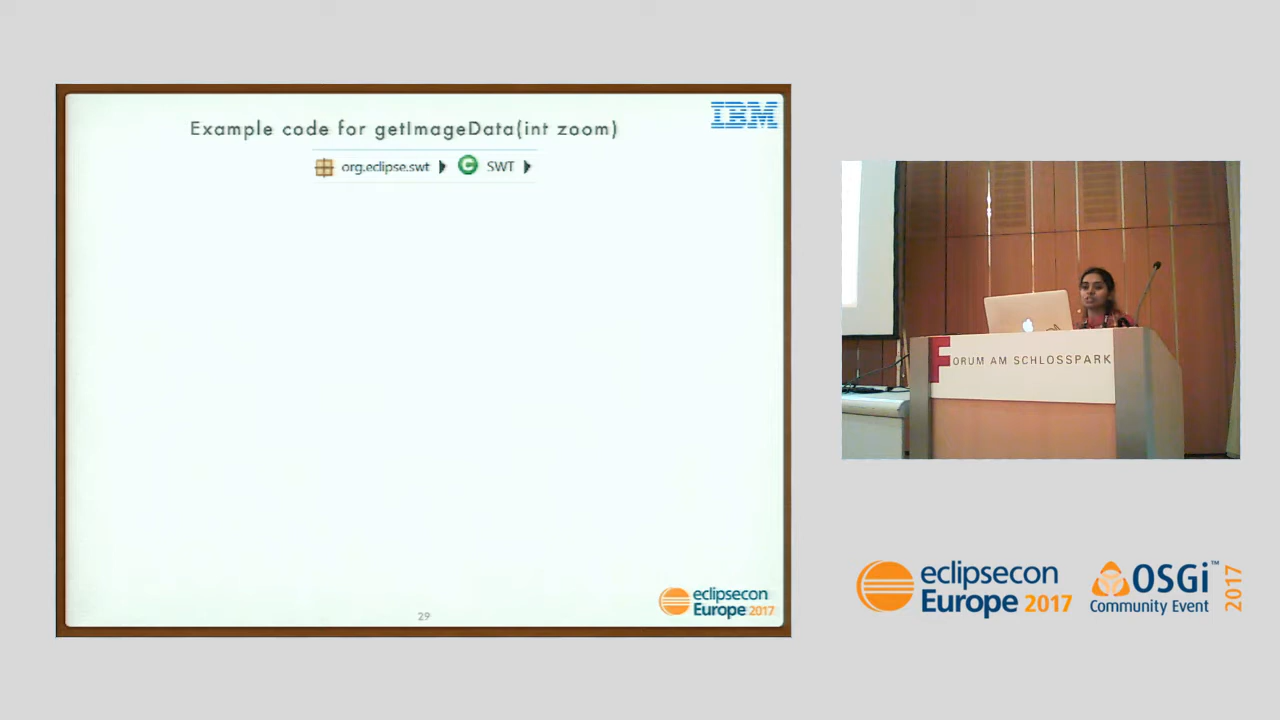 IBM
Example code for getImageData(int zoom)
org.eclipse.swt SWT
eclipsecon
Europe 2017
29
FORUM AM SCHLOSSPARK
eclipsecon
Europe 2017
OSGi™
Community Event
2017